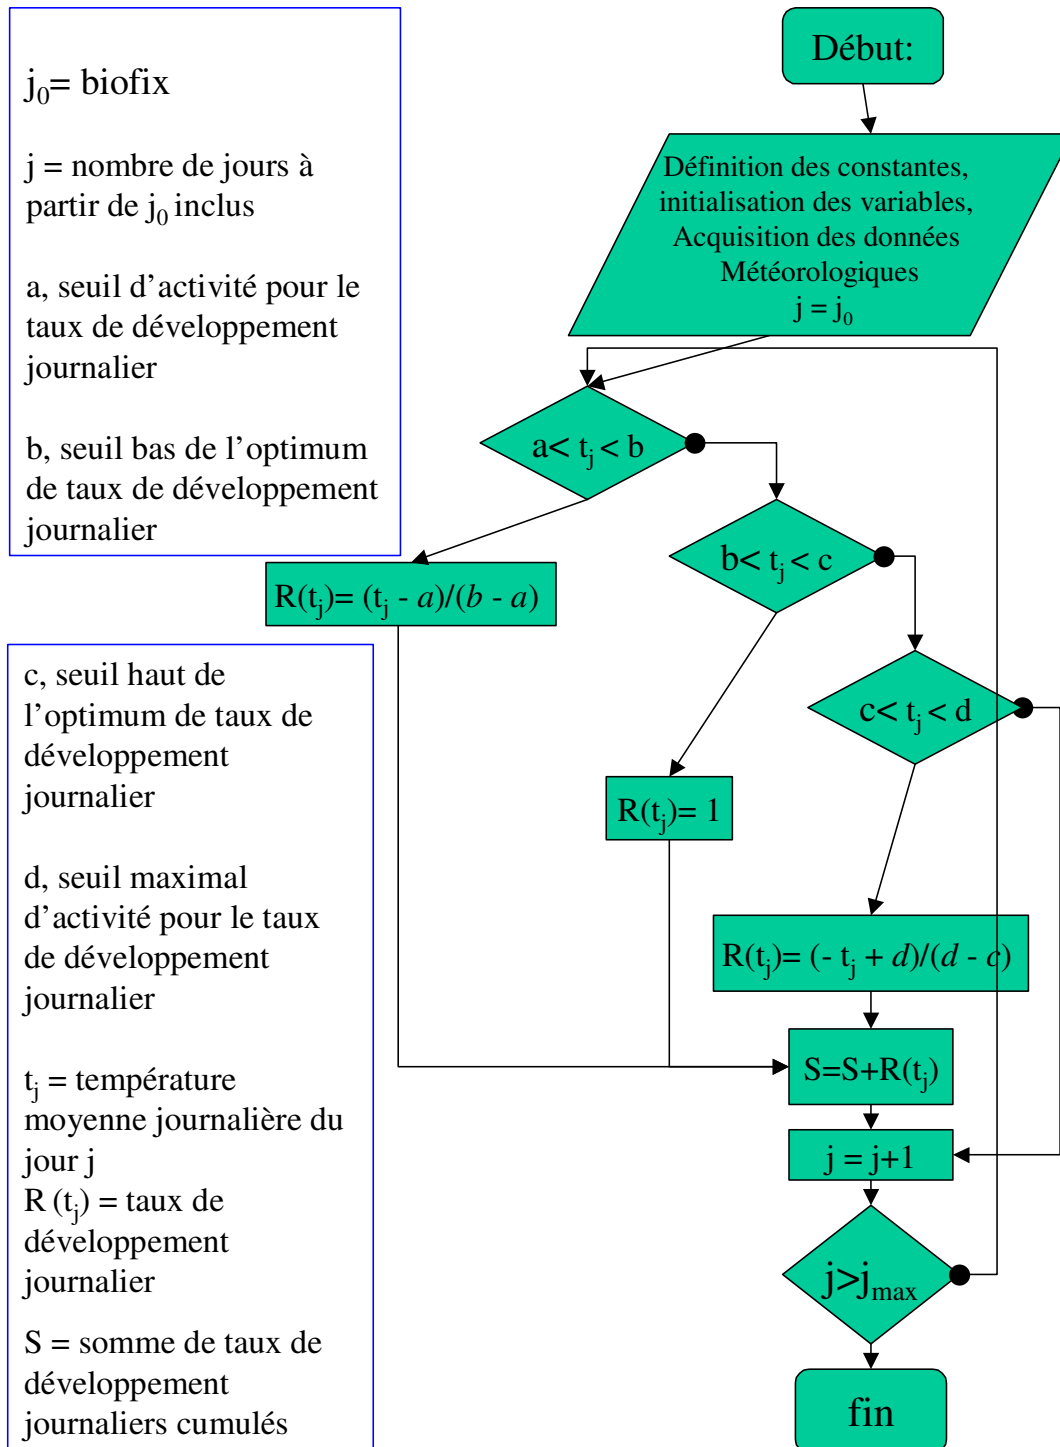 j0= biofix
j = nombre de jours à
partir de j0 inclus
a, seuil d’activité pour le
taux de développement
journalier
b, seuil bas de l’optimum
de taux de développement
journalier
c, seuil haut de
l’optimum de taux de
développement
journalier
d, seuil maximal
d’activité pour le taux
de développement
journalier
tj = température
moyenne journalière du
jour j
R (tj) = taux de
développement
journalier
S = somme de taux de
développement
journaliers cumulés
Début:
Définition des constantes,
initialisation des variables,
Acquisition des données
Météorologiques
j = j0
a< tj < b
b< tj < c
R(tj)= (tj - a)/(b - a)
c< tj < d
R(tj)= 1
R(tj)= (- tj + d)/(d - c)
S=S+R(tj)
j = j+1
j>jmax
fin